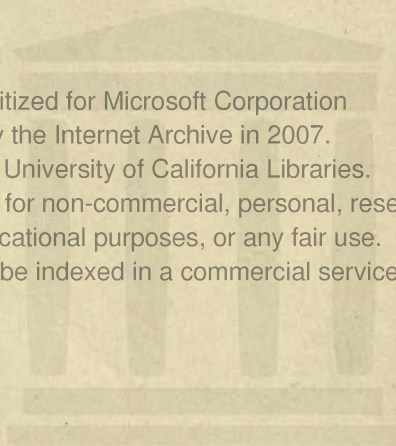 itized for Microsoft Corporation
y the Internet Archive in 2007.
University of California Libraries.
for non-commercial, personal, rese
cational purposes, or any fair use.
be indexed in a commercial service